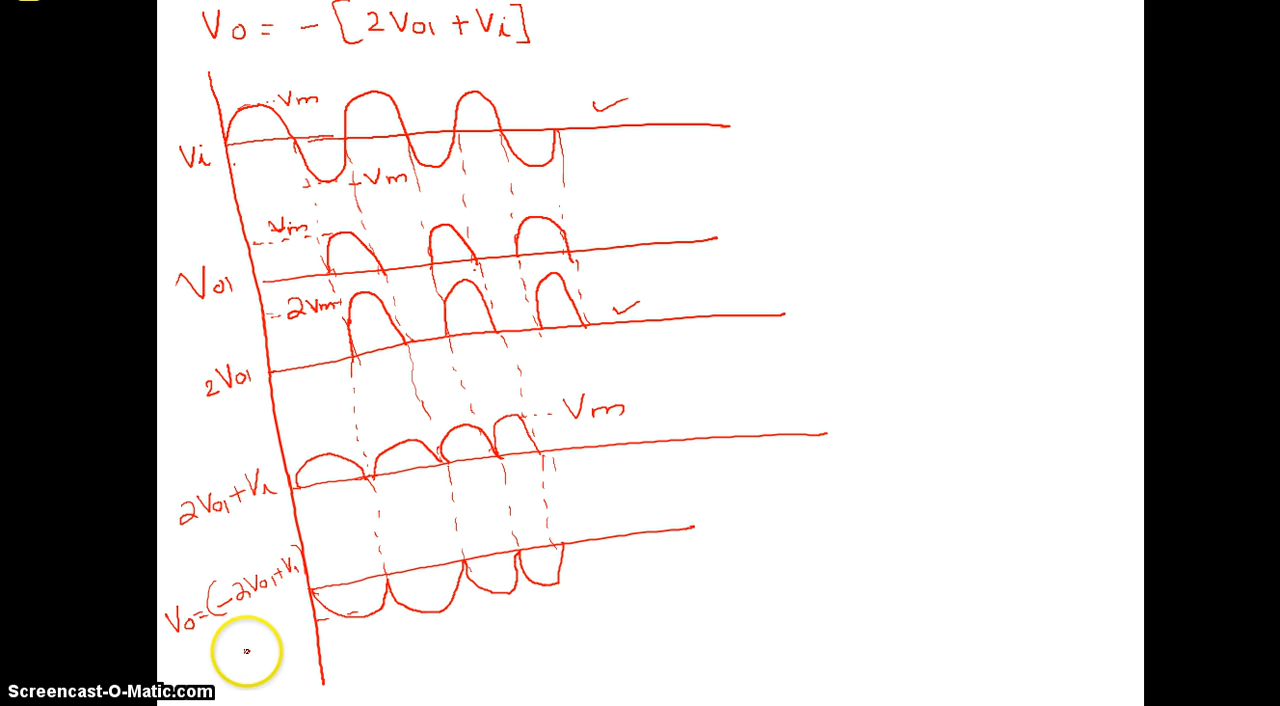 Vo = - [2Vo1 + Vi]
Vm
Vi
+Vm
Vm
Vo1
2Vm
2Vo1
Vm
2Vo1+Vi
Vo=(-2Vo1+Vi)
Screencast-O-Matic.com